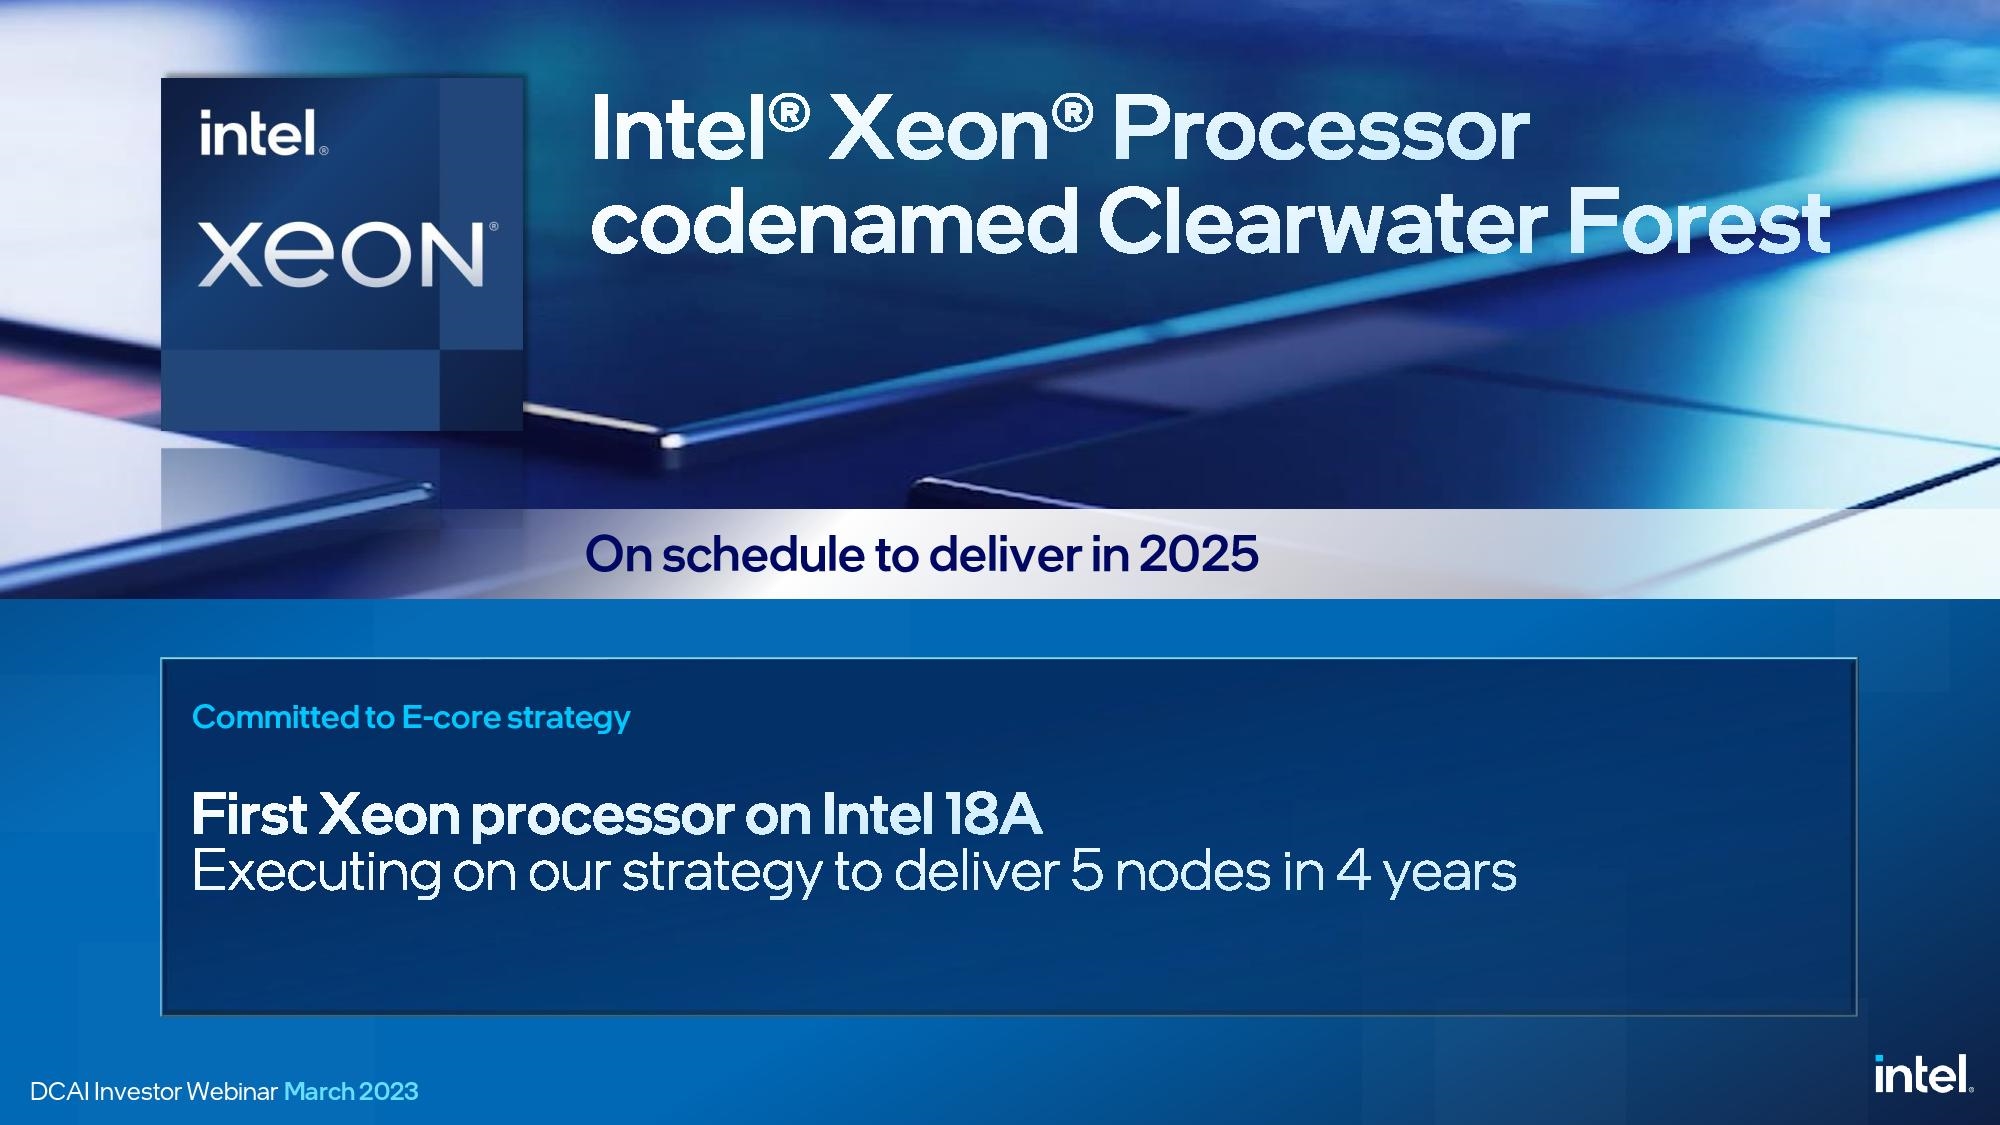 intel®
xeon®
Intel® Xeon® Processor
codenamed Clearwater Forest
On schedule to deliver in 2025
Committed to E-core strategy
First Xeon processor on Intel 18A
Executing on our strategy to deliver 5 nodes in 4 years
DCAI Investor Webinar March 2023
intel®